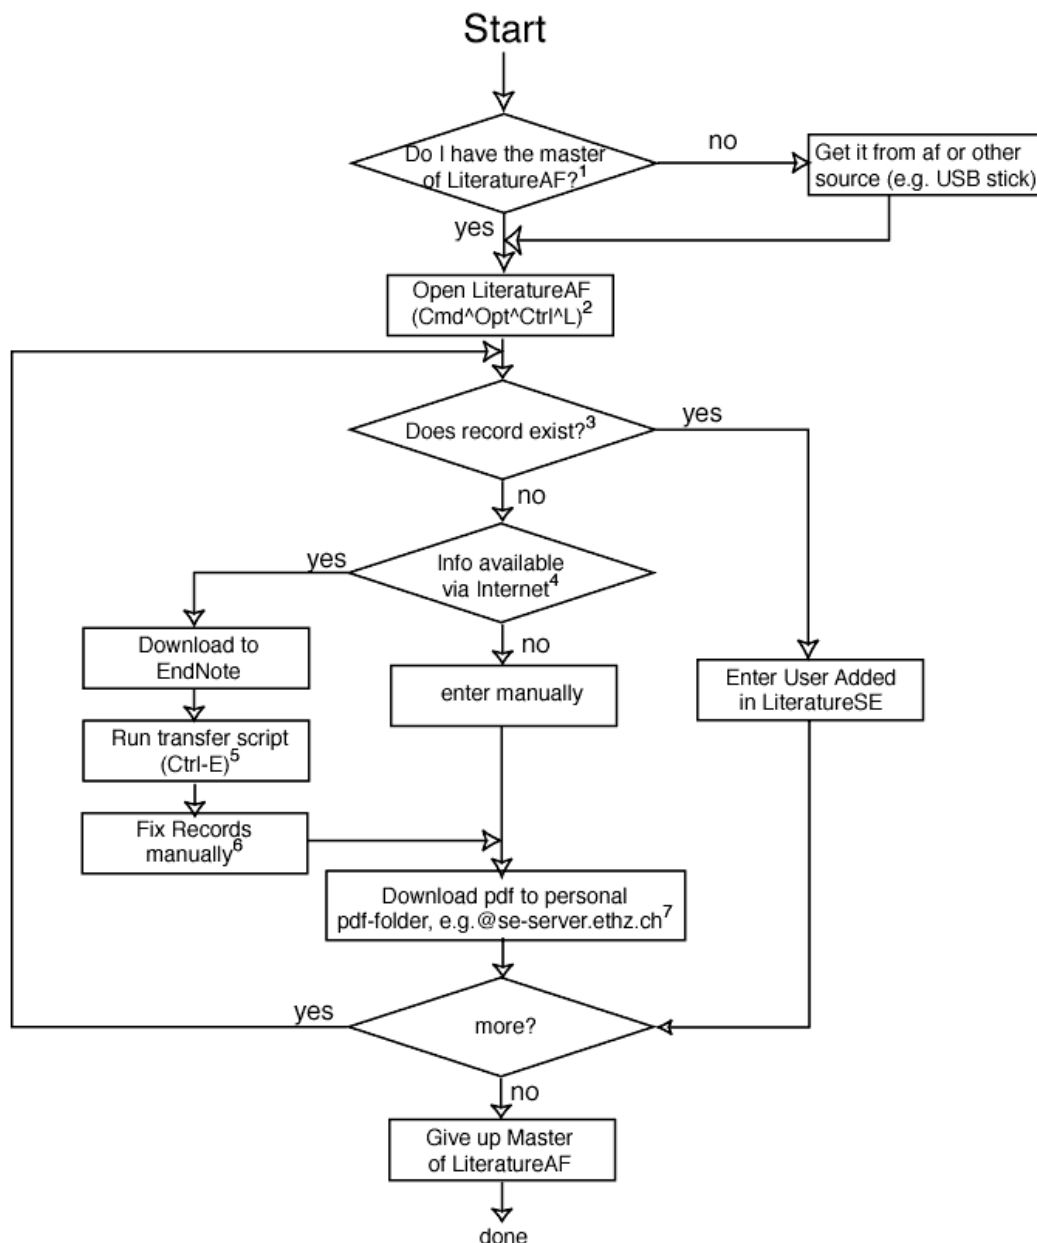 Start
Do I have the master
of LiteratureAF?1
no
Get it from af or other
source (e.g. USB stick)
yes
Open LiteratureAF
(Cmd^Opt^Ctrl^L)2
Does record exist?3
yes
no
Info available
via Internet4
yes
no
Download to
EndNote
enter manually
Enter User Added
in LiteratureSE
Run transfer script
(Ctrl-E)5
Fix Records
manually6
Download pdf to personal
pdf-folder, e.g.@se-server.ethz.ch7
more?
yes
no
Give up Master
of LiteratureAF
done